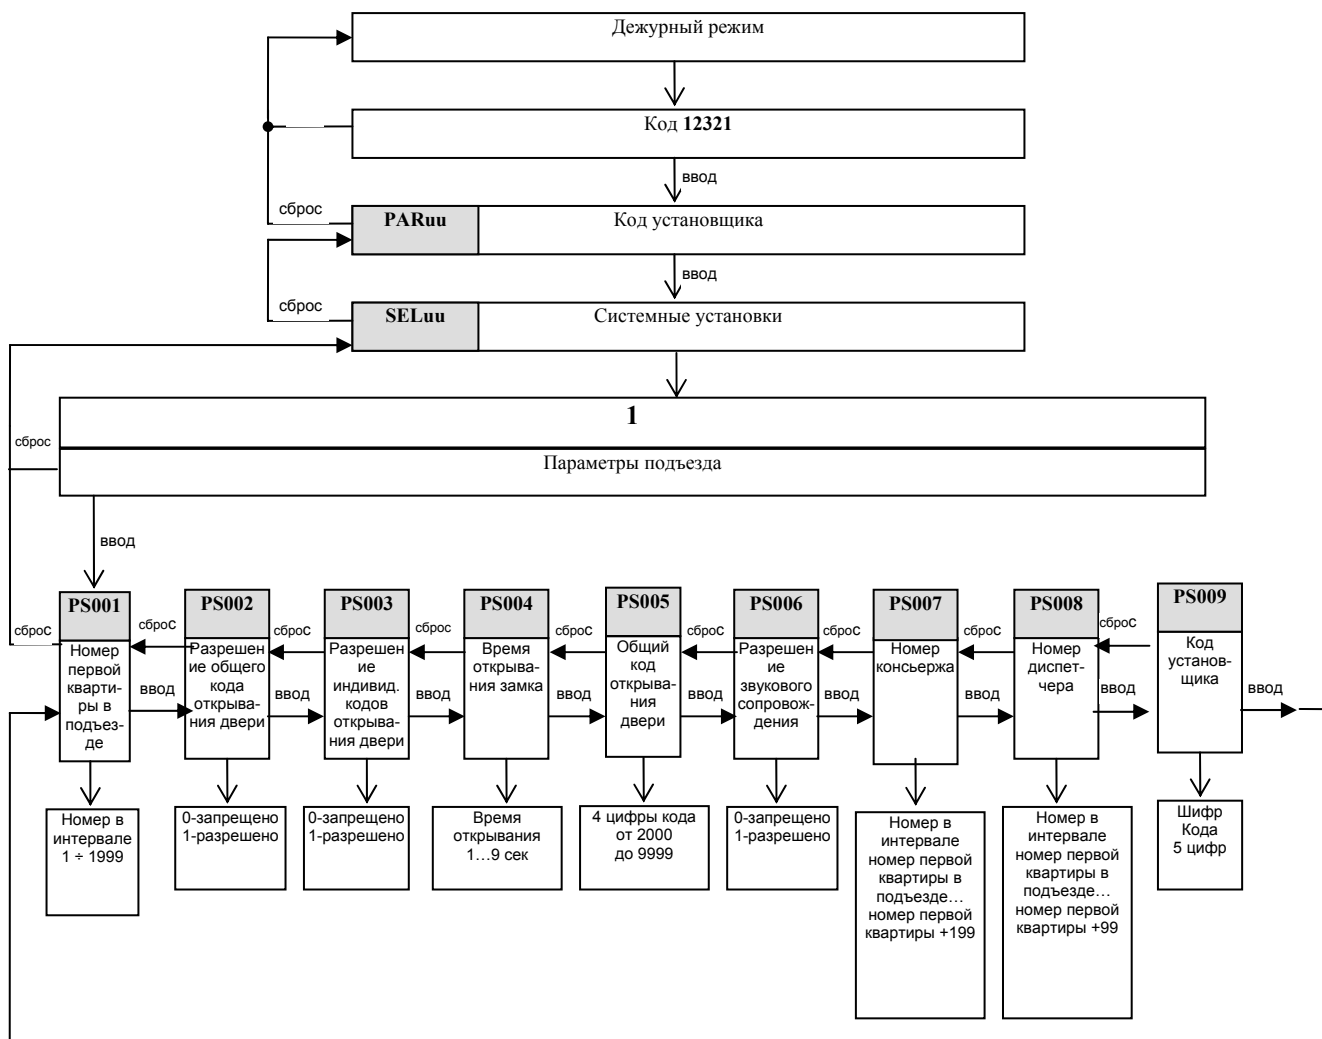 Дежурный режим
Код 12321
ввод
сброс
PARuu
Код установщика
ввод
сброс
SELuu
Системные установки
1
сброс
Параметры подъезда
ввод
PS001
PS002
PS003
PS004
PS005
PS006
PS007
PS008
PS009
сброс
сброс
сброс
сброс
сброс
сброс
сброс
сброс
сброс
Номер
первой
кварти-
ры в
подъез-
де
Разрешен
ие общего
кода
открыва-
ния двери
Разрешен
ие
индивид.
кодов
открыва-
ния двери
Время
открыва-
ния замка
Общий
код
открыва-
ния
двери
Разрешен
ие
звукового
сопровож-
дения
Номер
консьержа
Номер
диспет-
чера
Код
установ-
щика
ввод
ввод
ввод
ввод
ввод
ввод
ввод
ввод
ввод
Номер в
интервале
1 ÷ 1999
0-запрещено
1-разрешено
0-запрещено
1-разрешено
Время
открывания
1...9 сек
4 цифры кода
от 2000
до 9999
0-запрещено
1-разрешено
Номер в
интервале
номер первой
квартиры в
подъезде…
номер первой
квартиры +199
Номер в
интервале
номер первой
квартиры в
подъезде…
номер первой
квартиры +99
Шифр
Кода
5 цифр